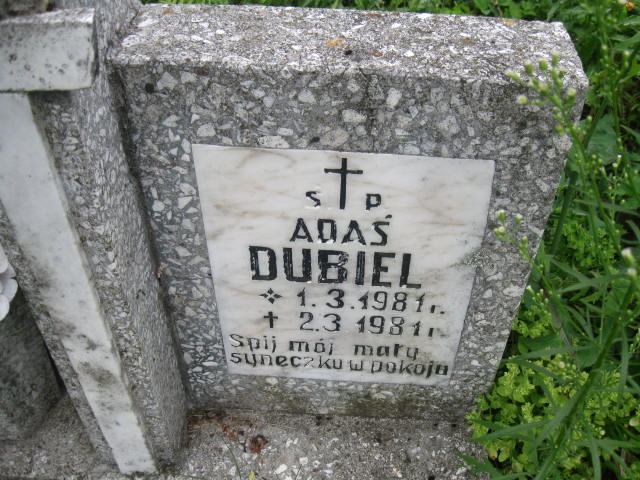 Ś † P.
ADAŚ
DUBIEL
* 1.3.1981 r.
† 2.3 1981 r.
Śpij mój mały
syneczku w pokoju